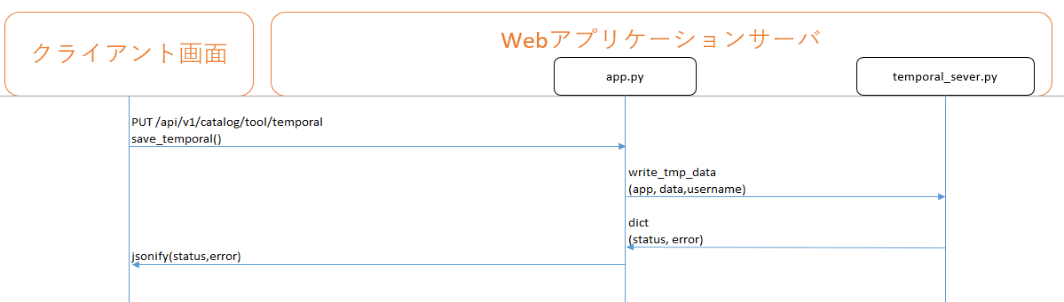 クライアント画面
Webアプリケーションサーバ
app.py
temporal_sever.py
PUT /api/v1/catalog/tool/temporal
save_temporal()
write_tmp_data
(app, data,username)
dict
(status, error)
jsonify(status,error)